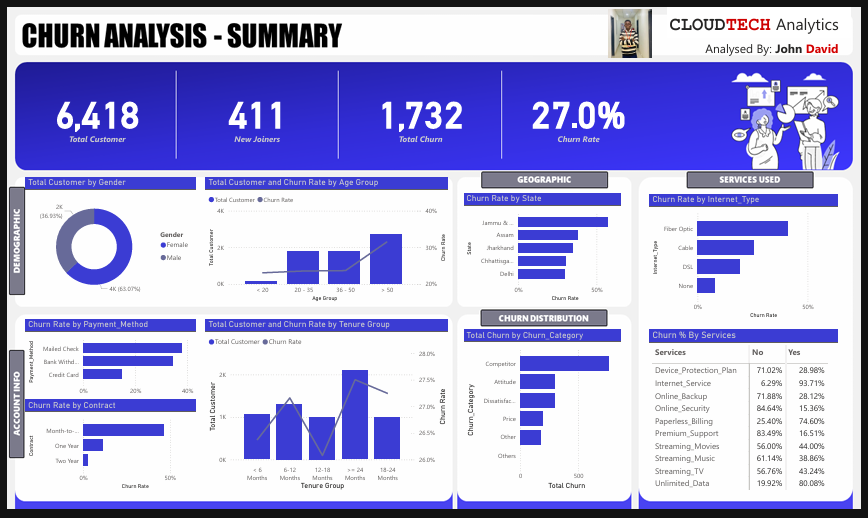 CHURN ANALYSIS - SUMMARY
CLOUDTECH Analytics
Analysed By: John David
6,418
Total Customer
411
New Joiners
1,732
Total Churn
27.0%
Churn Rate
DEMOGRAPHIC
Total Customer by Gender
2K
(36.93%)
4K (63.07%)
Gender
Female
Male
Total Customer and Churn Rate by Age Group
Total Customer Churn Rate
Total Customer
4K
2K
0K
40%
30%
20%
Churn Rate
< 20 20 - 35 36 - 50 > 50
Age Group
GEOGRAPHIC
Churn Rate by State
State
Jammu & ...
Assam
Jharkhand
Chhattisga...
Delhi
0% 50%
Churn Rate
SERVICES USED
Churn Rate by Internet_Type
Internet_Type
Fiber Optic
Cable
DSL
None
0% 50%
Churn Rate
ACCOUNT INFO
Churn Rate by Payment_Method
Payment_Method
Mailed Check
Bank Withd...
Credit Card
0% 20% 40%
Churn Rate by Contract
Contract
Month-to-...
One Year
Two Year
0% 50%
Churn Rate
Total Customer and Churn Rate by Tenure Group
Total Customer Churn Rate
Total Customer
2K
1K
0K
28.0%
27.5%
27.0%
26.5%
26.0%
Churn Rate
< 6 Months 6-12 Months 12-18 Months >= 24 Months 18-24 Months
Tenure Group
CHURN DISTRIBUTION
Total Churn by Churn_Category
Churn_Category
Competitor
Attitude
Dissatisfac...
Price
Other
Others
0 500
Total Churn
Churn % By Services
Services No Yes
Device_Protection_Plan 71.02% 28.98%
Internet_Service 6.29% 93.71%
Online_Backup 71.88% 28.12%
Online_Security 84.64% 15.36%
Paperless_Billing 25.40% 74.60%
Premium_Support 83.49% 16.51%
Streaming_Movies 56.00% 44.00%
Streaming_Music 61.14% 38.86%
Streaming_TV 56.76% 43.24%
Unlimited_Data 19.92% 80.08%